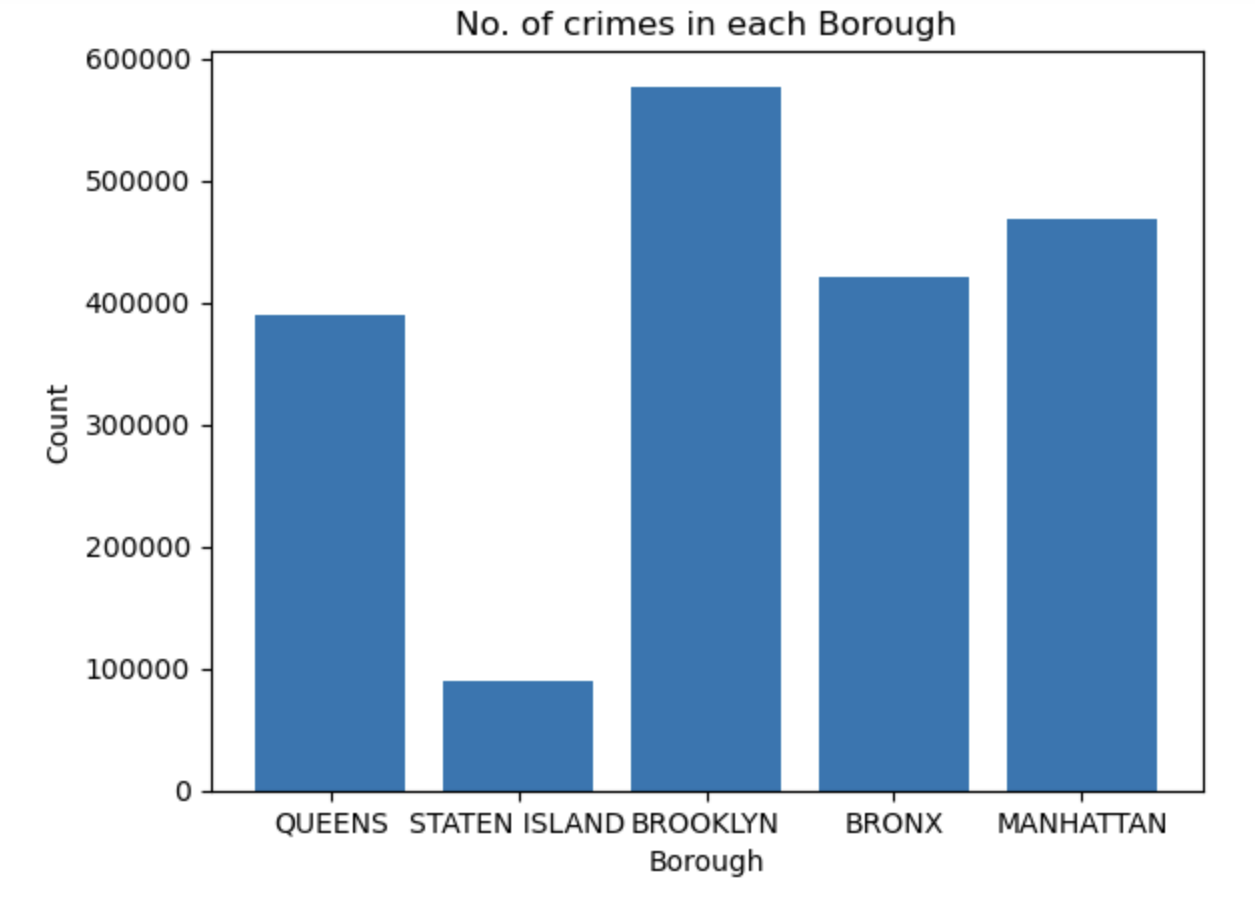 No. of crimes in each Borough
600000
500000
400000
300000
200000
100000
0
Count
QUEENS STATEN ISLAND BROOKLYN BRONX MANHATTAN
Borough